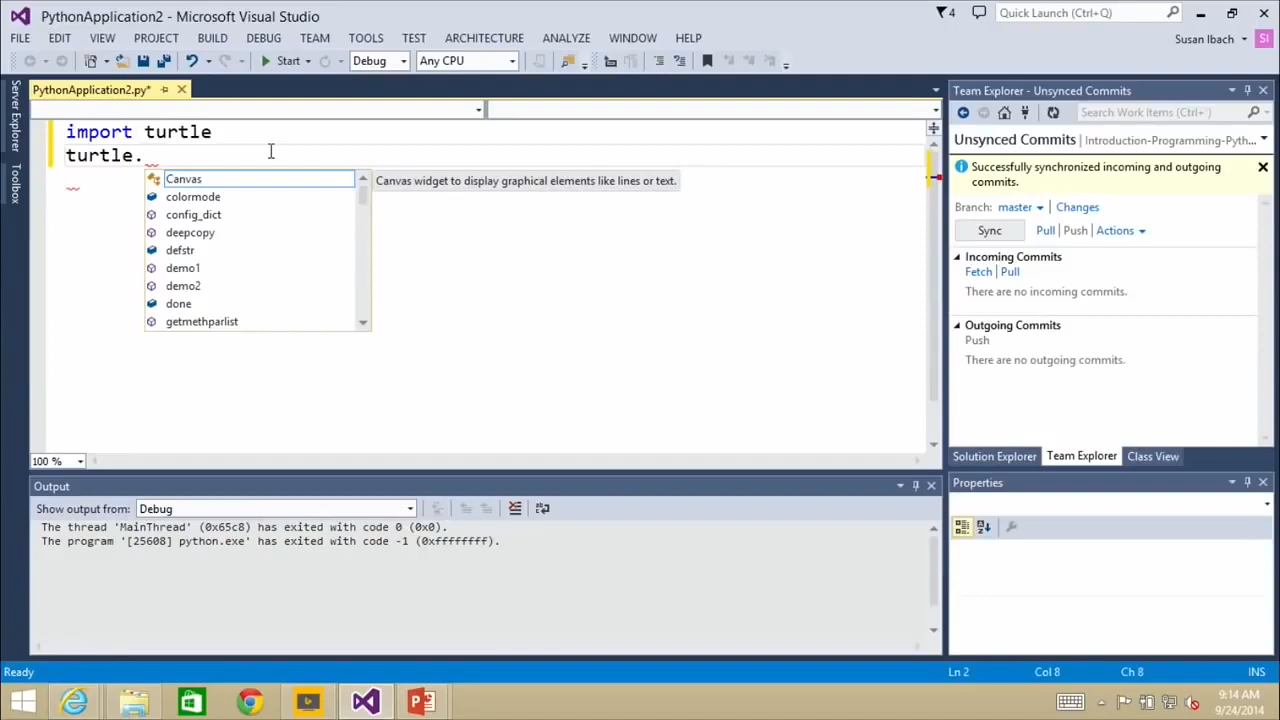 PythonApplication2 - Microsoft Visual Studio
4
Quick Launch (Ctrl+Q)
FILE EDIT VIEW PROJECT BUILD DEBUG TEAM TOOLS TEST ARCHITECTURE ANALYZE WINDOW HELP
Susan Ibach
SI
Start
Debug
Any CPU
Server Explorer
Toolbox
PythonApplication2.py*
import turtle
turtle.
Canvas
colormode
config_dict
deepcopy
defstr
demo1
demo2
done
getmethparlist
Canvas widget to display graphical elements like lines or text.
100 %
Team Explorer - Unsynced Commits
Search Work Items (Ctrl+')
Unsynced Commits | Introduction-Programming-Pyth...
Successfully synchronized incoming and outgoing
commits.
Branch: master Changes
Sync Pull | Push | Actions
Incoming Commits
Fetch | Pull
There are no incoming commits.
Outgoing Commits
Push
There are no outgoing commits.
Solution Explorer Team Explorer Class View
Properties
Output
Show output from: Debug
The thread 'MainThread' (0x65c8) has exited with code 0 (0x0).
The program '[25608] python.exe' has exited with code -1 (0xffffffff).
Ready
Ln 2 Col 8 Ch 8 INS
9:14 AM
9/24/2014